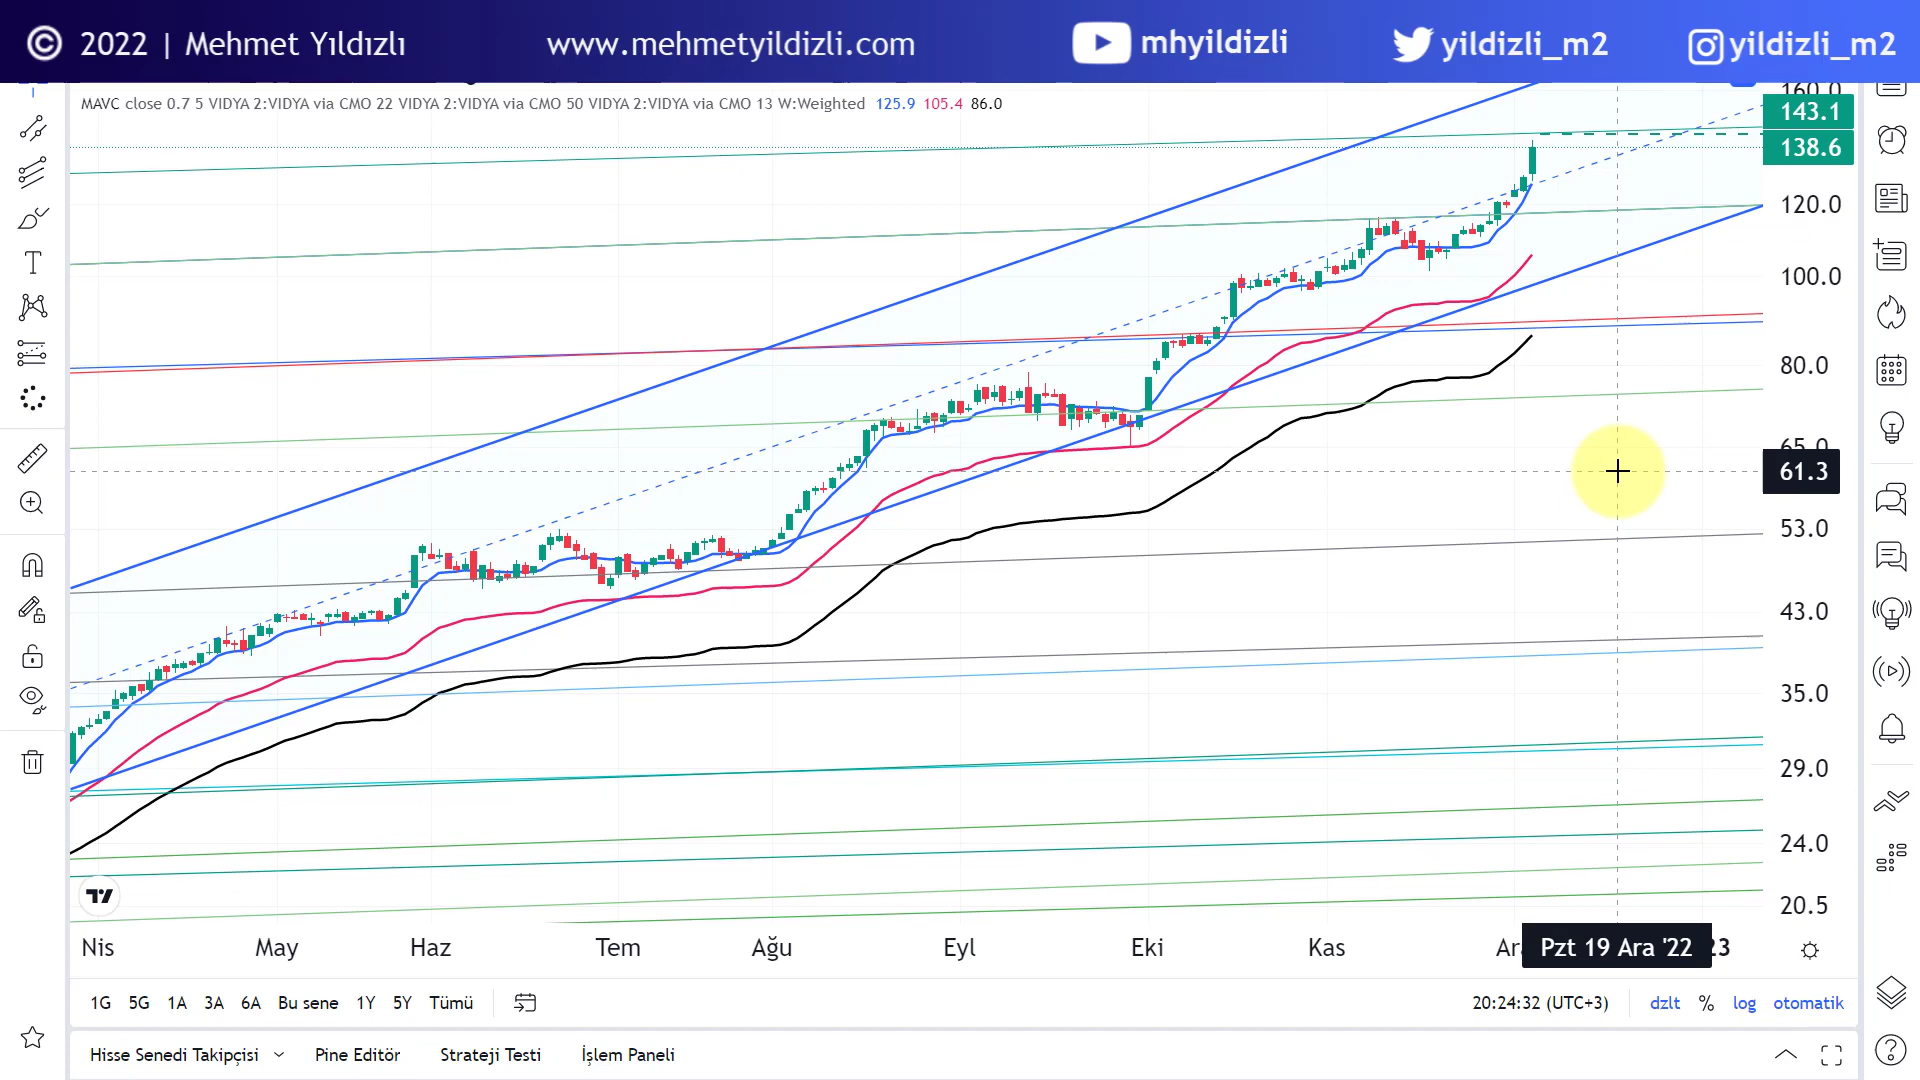 © 2022 | Mehmet Yıldızlı
www.mehmetyildizli.com
mhyildizli
yildizli_m2
yildizli_m2
MAVC close 0.7 5 VIDYA 2:VIDYA via CMO 22 VIDYA 2:VIDYA via CMO 50 VIDYA 2:VIDYA via CMO 13 W:Weighted 125.9 105.4 86.0
160.0
143.1
138.6
120.0
100.0
80.0
65.0
61.3
53.0
43.0
35.0
29.0
24.0
20.5
Nis May Haz Tem Ağu Eyl Eki Kas Ara Pzt 19 Ara '22
1G 5G 1A 3A 6A Bu sene 1Y 5Y Tümü
20:24:32 (UTC+3) dzlt % log otomatik
Hisse Senedi Takipçisi Pine Editör Strateji Testi İşlem Paneli